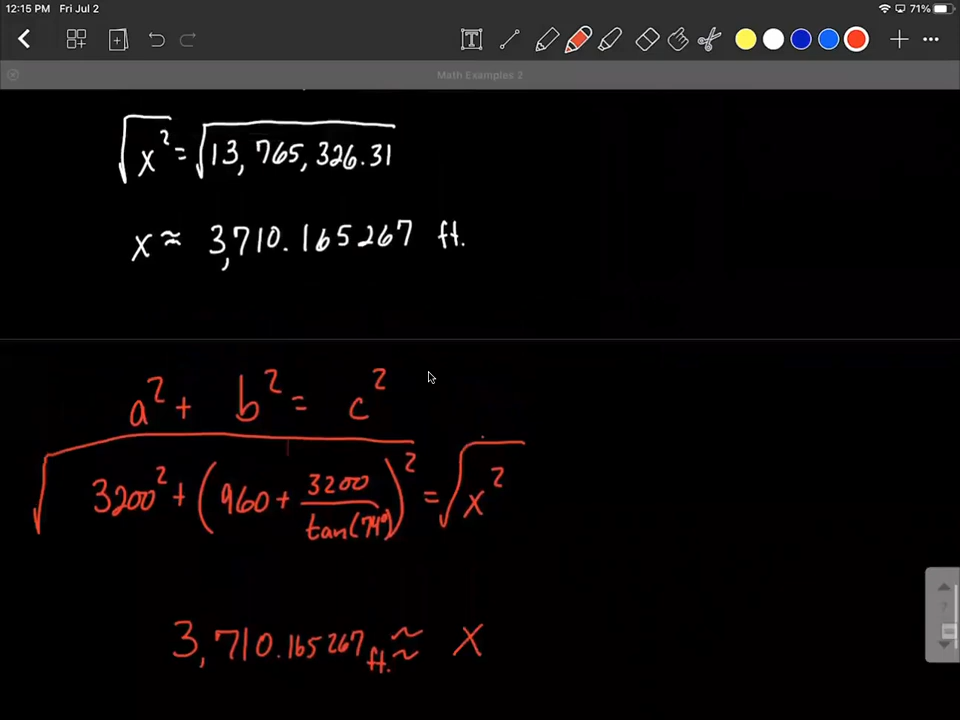 12:15 PM Fri Jul 2 71%
T
Math Examples 2
√x² = √13,765,326.31
x ≈ 3,710.165267 ft.
a² + b² = c²
√3200² + (960 + 3200/tan(74°))² = √x²
3,710.165267 ft. ≈ x